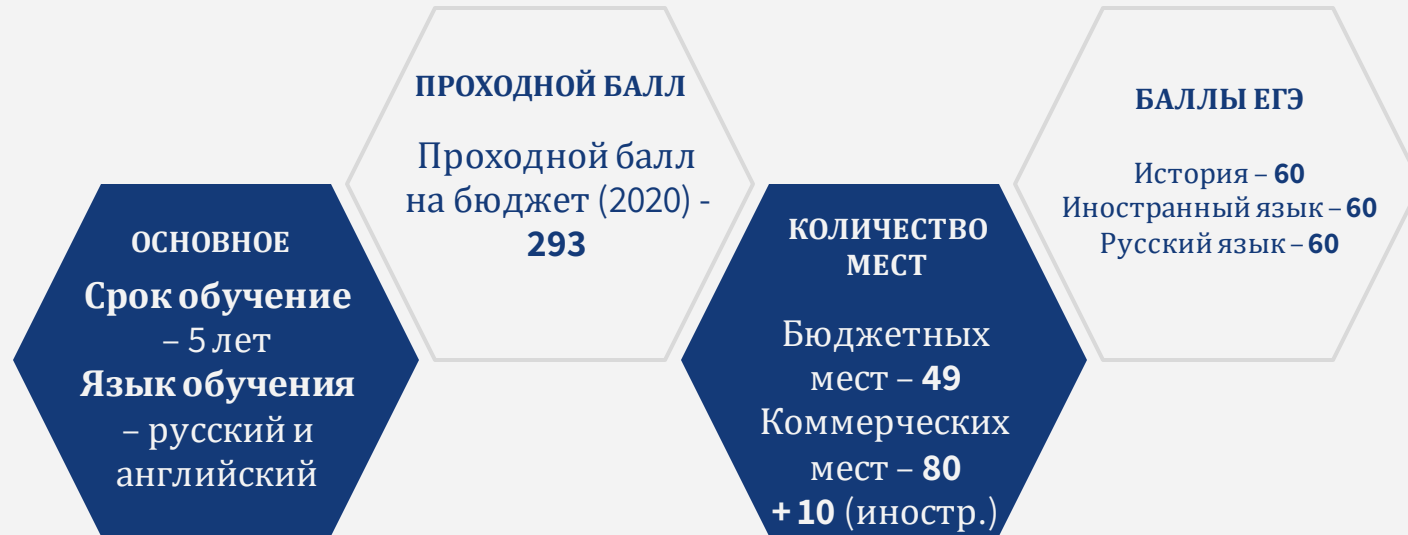 ОСНОВНОЕ
Срок обучение
– 5 лет
Язык обучения
– русский и
английский
ПРОХОДНОЙ БАЛЛ
Проходной балл
на бюджет (2020) -
293
КОЛИЧЕСТВО
МЕСТ
Бюджетных
мест – 49
Коммерческих
мест – 80
+ 10 (иностр.)
БАЛЛЫ ЕГЭ
История – 60
Иностранный язык – 60
Русский язык – 60